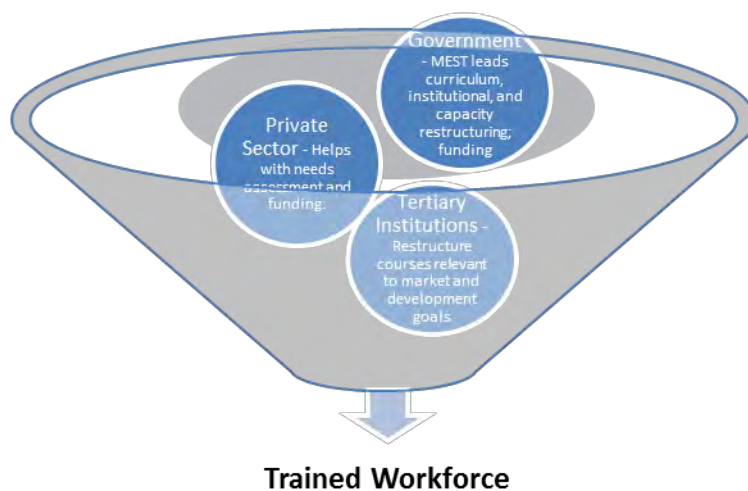 Government
- MEST leads
curriculum,
institutional, and
capacity
restructuring;
funding
Private
Sector - Helps
with needs
assessment and
funding.
Tertiary
Institutions -
Restructure
courses relevant
to market and
development
goals
Trained Workforce